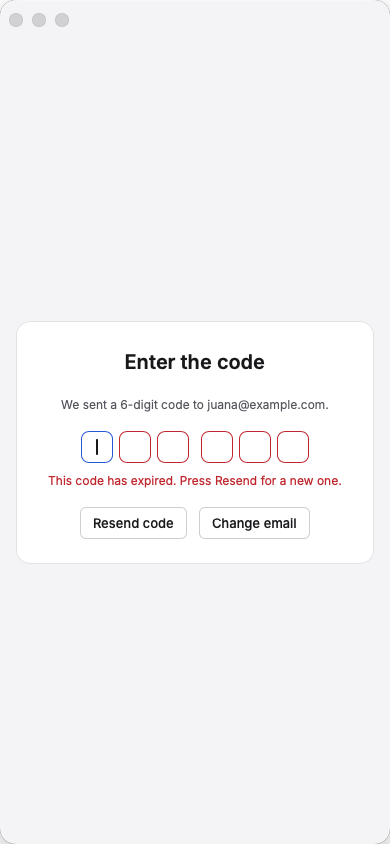 Enter the code
We sent a 6-digit code to juana@example.com.
This code has expired. Press Resend for a new one.
Resend code Change email